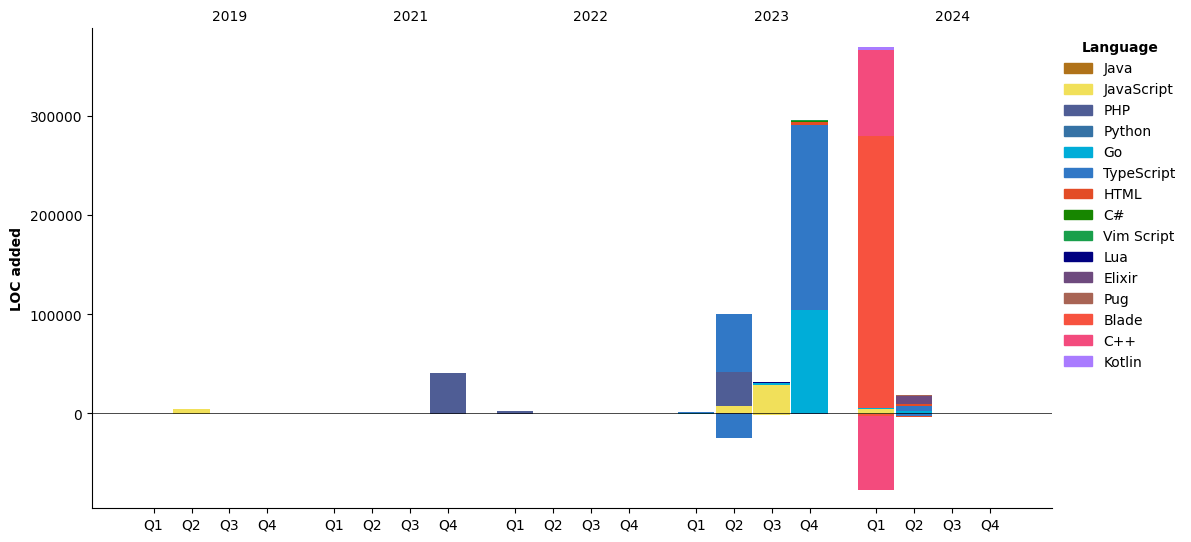 2019 2021 2022 2023 2024
LOC added
300000
200000
100000
0
Q1 Q2 Q3 Q4 Q1 Q2 Q3 Q4 Q1 Q2 Q3 Q4 Q1 Q2 Q3 Q4 Q1 Q2 Q3 Q4
Language
Java
JavaScript
PHP
Python
Go
TypeScript
HTML
C#
Vim Script
Lua
Elixir
Pug
Blade
C++
Kotlin